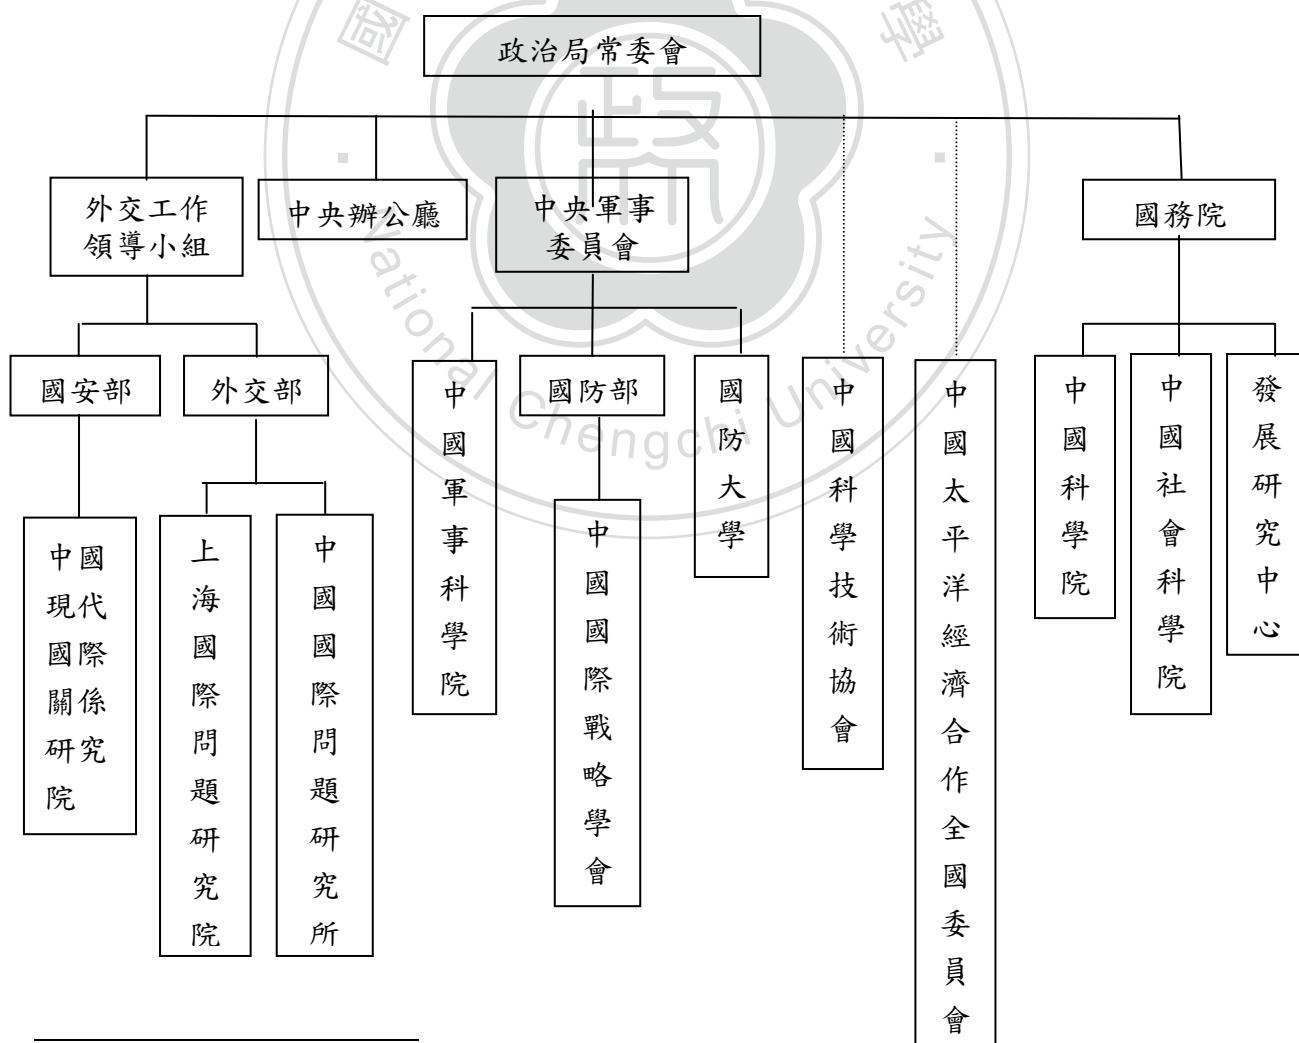 政治局常委會
外交工作
領導小組
中央辦公廳
中央軍事
委員會
國務院
國安部
外交部
中國軍事科學院
國防部
國防大學
中國科學技術協會
中國太平洋經濟合作全國委員會
中國科學院
中國社會科學院
發展研究中心
中國
現代
國際
關係
研究
院
上海國際問題研究院
中國國際問題研究所
中國國際戰略學會
國
學
政
National Chengchi University